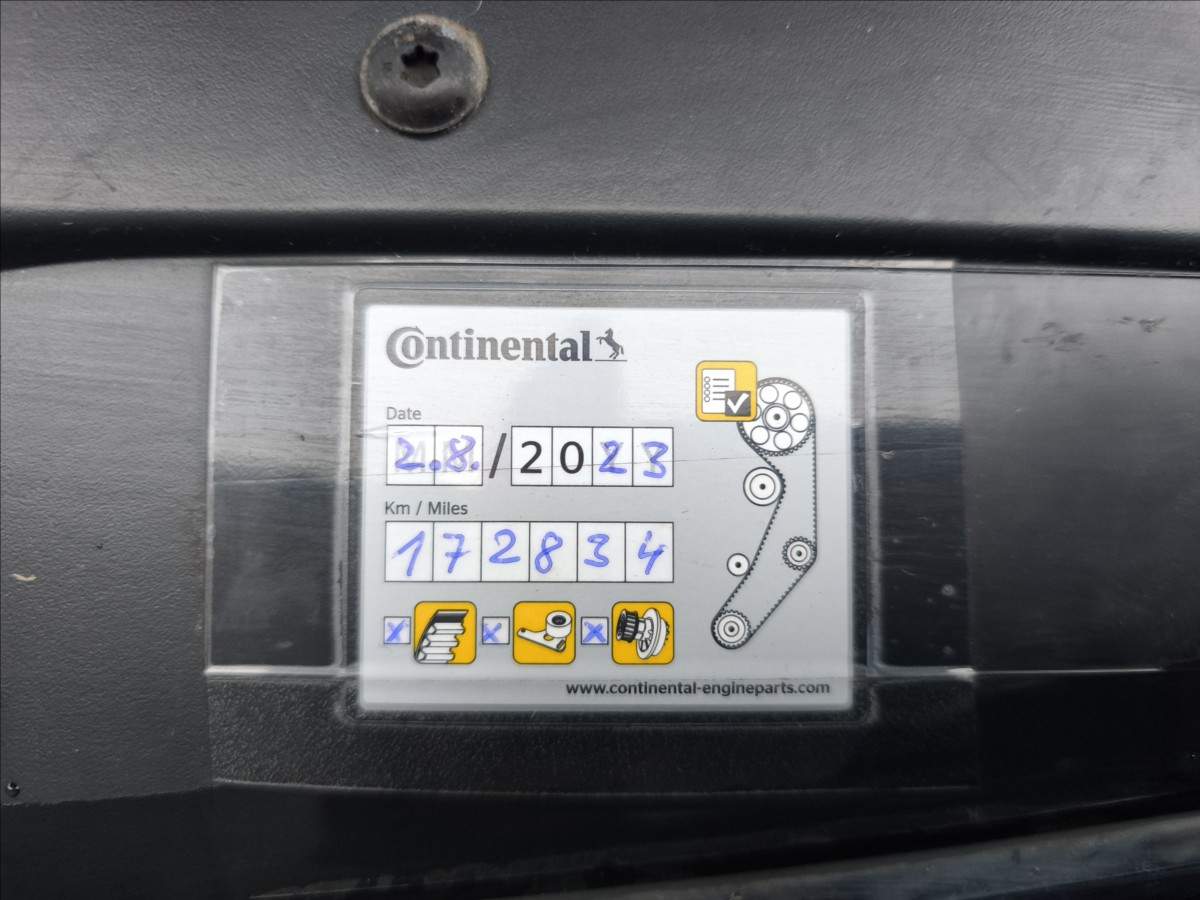 Continental
Date
2.8./2023
Km / Miles
172834
x x x
www.continental-engineparts.com